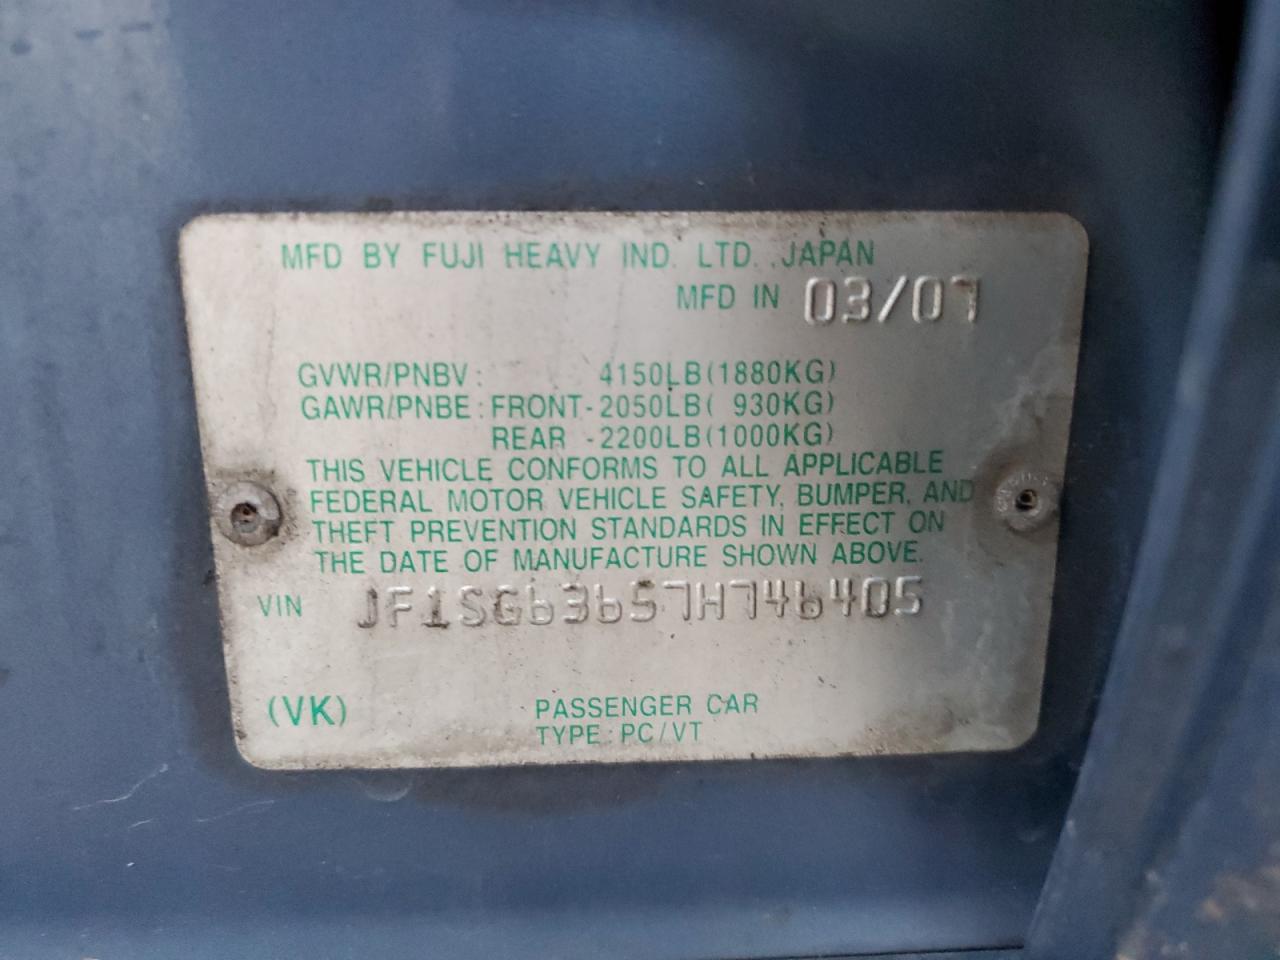 MFD BY FUJI HEAVY IND. LTD. JAPAN
MFD IN 03/07
GVWR/PNBV: 4150LB(1880KG)
GAWR/PNBE: FRONT-2050LB( 930KG)
REAR -2200LB(1000KG)
THIS VEHICLE CONFORMS TO ALL APPLICABLE
FEDERAL MOTOR VEHICLE SAFETY, BUMPER, AND
THEFT PREVENTION STANDARDS IN EFFECT ON
THE DATE OF MANUFACTURE SHOWN ABOVE.
VIN JF1SG63657H746405
(VK) PASSENGER CAR
TYPE: PC/VT